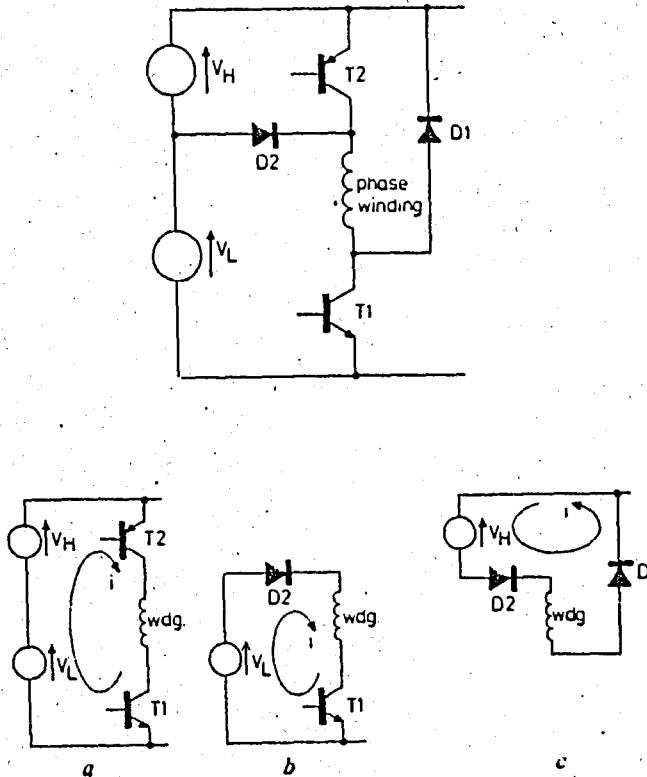 V_H
T2
D2
D1
phase
winding
V_L
T1
V_H
T2
i
wdg.
V_L
T1
a
D2
wdg.
i
V_L
T1
b
V_H
i
D2
wdg
D
c